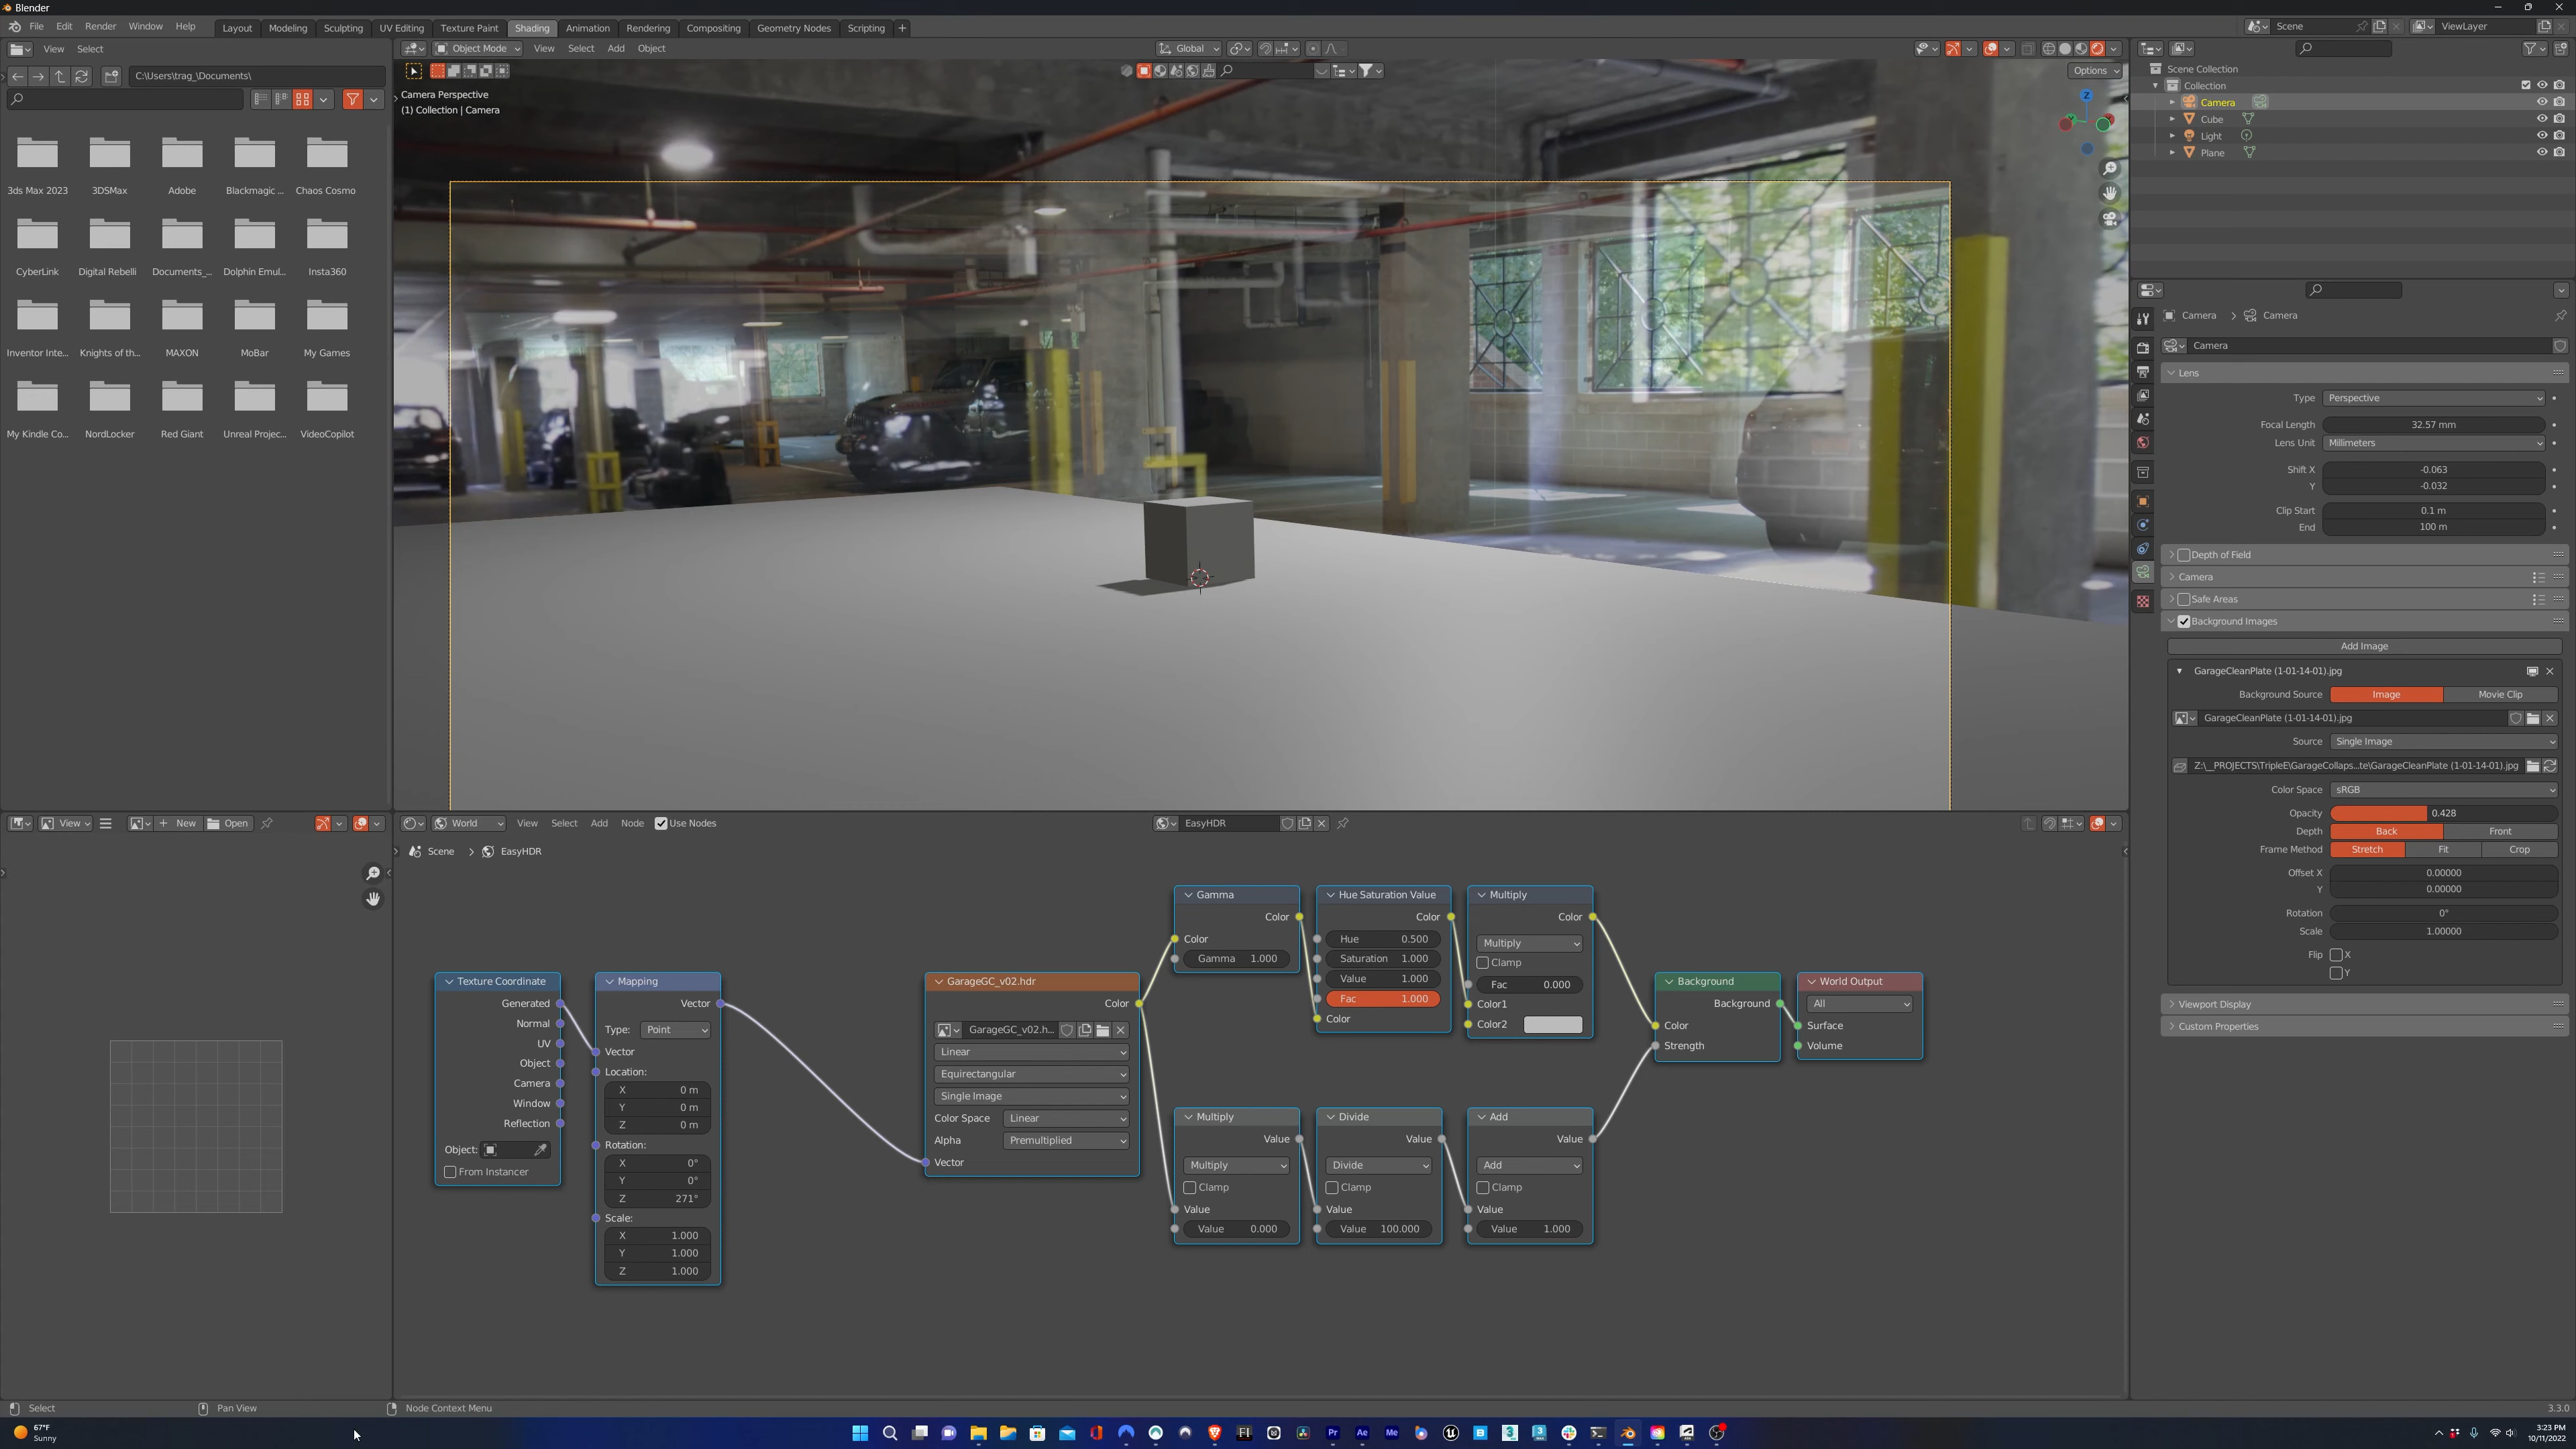 Blender
File Edit Render Window Help
Layout Modeling Sculpting UV Editing Texture Paint Shading Animation Rendering Compositing Geometry Nodes Scripting +
Scene
ViewLayer
View Select
C:\Users\trag_\Documents\
3ds Max 2023 3DSMax Adobe Blackmagic ... Chaos Cosmo
CyberLink Digital Rebelli Documents_... Dolphin Emul... Insta360
Inventor Inte... Knights of th... MAXON MoBar My Games
My Kindle Co... NordLocker Red Giant Unreal Projec... VideoCopilot
Object Mode View Select Add Object
Global
Options
Camera Perspective
(1) Collection | Camera
Z
Scene Collection
Collection
Camera
Cube
Light
Plane
Camera > Camera
Camera
Lens
Type Perspective
Focal Length 32.57 mm
Lens Unit Millimeters
Shift X -0.063
Y -0.032
Clip Start 0.1 m
End 100 m
Depth of Field
Camera
Safe Areas
Background Images
Add Image
GarageCleanPlate (1-01-14-01).jpg
Background Source Image Movie Clip
GarageCleanPlate (1-01-14-01).jpg
Source Single Image
Z:\__PROJECTS\TripleE\GarageCollaps...te\GarageCleanPlate (1-01-14-01).jpg
Color Space sRGB
Opacity 0.428
Depth Back Front
Frame Method Stretch Fit Crop
Offset X 0.00000
Y 0.00000
Rotation 0°
Scale 1.00000
Flip X
Y
Viewport Display
Custom Properties
View New Open
World View Select Add Node Use Nodes
EasyHDR
Scene > EasyHDR
Texture Coordinate
Generated
Normal
UV
Object
Camera
Window
Reflection
Object:
From Instancer
Mapping
Vector
Type: Point
Vector
Location:
X 0 m
Y 0 m
Z 0 m
Rotation:
X 0°
Y 0°
Z 271°
Scale:
X 1.000
Y 1.000
Z 1.000
GarageGC_v02.hdr
Color
GarageGC_v02.h...
Linear
Equirectangular
Single Image
Color Space Linear
Alpha Premultiplied
Vector
Gamma
Color
Color
Gamma 1.000
Hue Saturation Value
Color
Hue 0.500
Saturation 1.000
Value 1.000
Fac 1.000
Color
Multiply
Color
Multiply
Clamp
Fac 0.000
Color1
Color2
Multiply
Value
Multiply
Clamp
Value
Value 0.000
Divide
Value
Divide
Clamp
Value
Value 100.000
Add
Value
Add
Clamp
Value
Value 1.000
Background
Background
Color
Strength
World Output
All
Surface
Volume
Select Pan View Node Context Menu
3.3.0
67°F
Sunny
Pr Ae Me
3:23 PM
10/11/2022